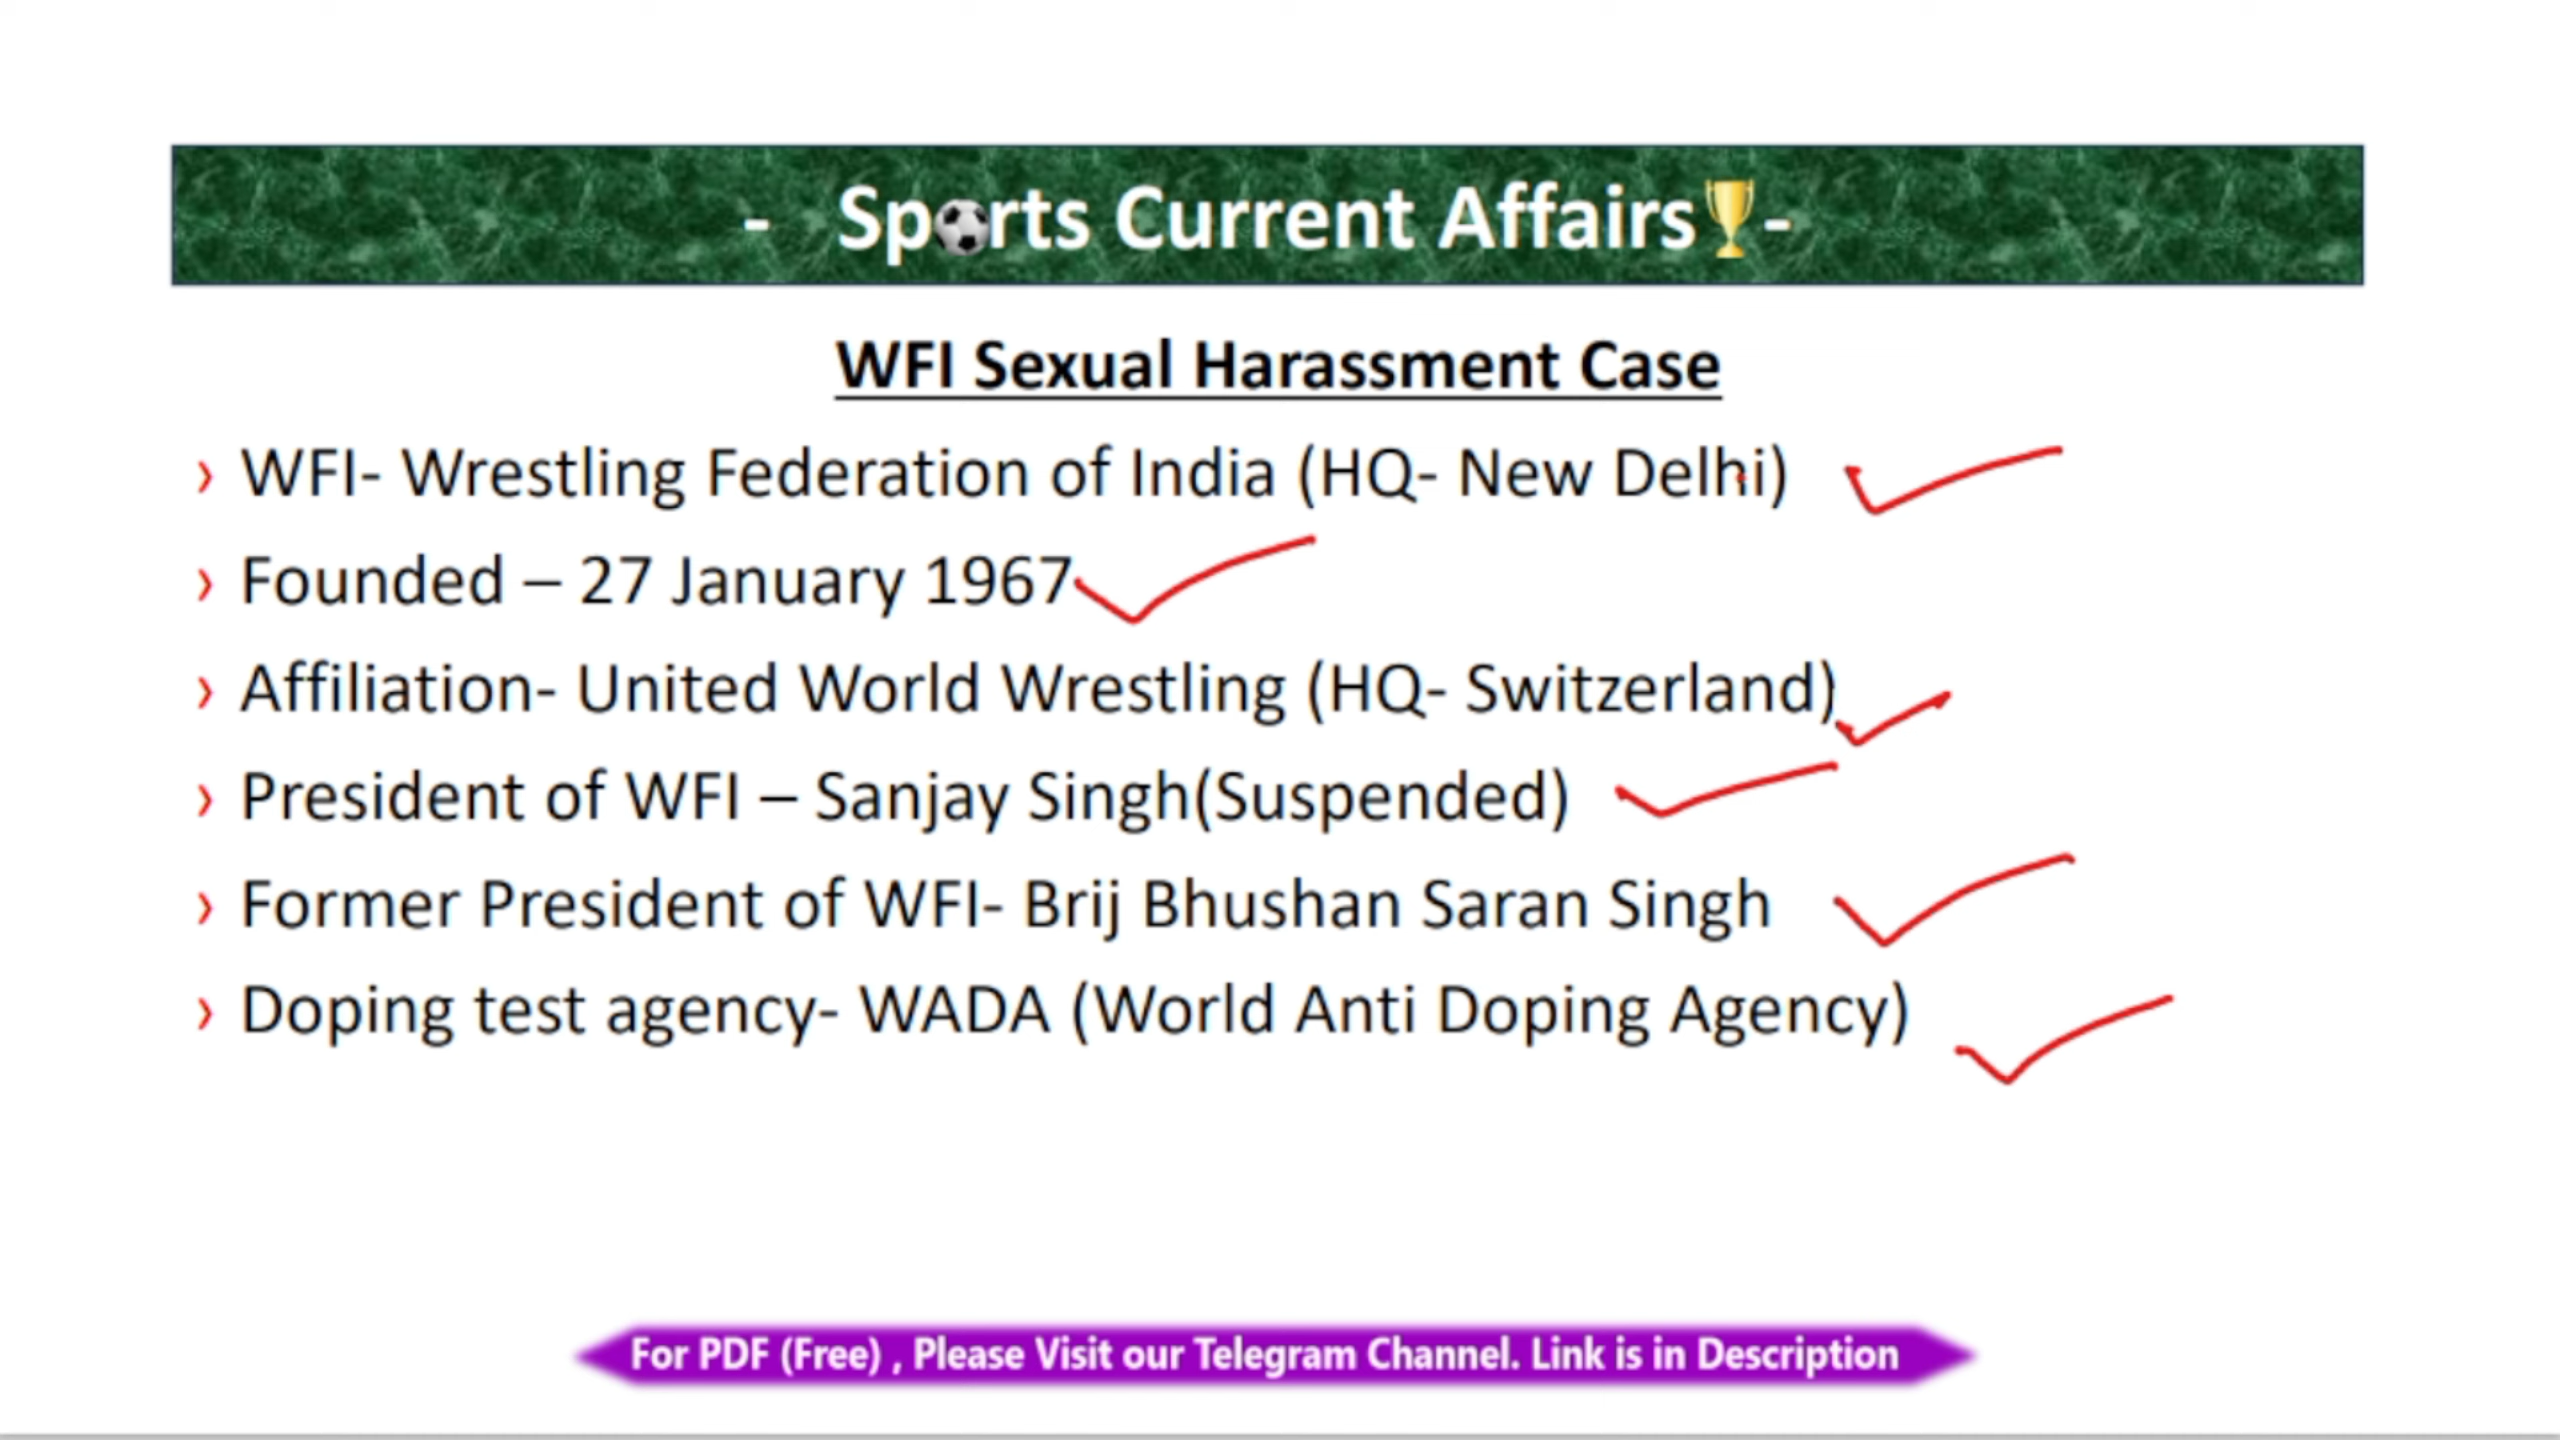 - Sports Current Affairs🏆-
WFI Sexual Harassment Case
› WFI- Wrestling Federation of India (HQ- New Delhi)
› Founded – 27 January 1967
› Affiliation- United World Wrestling (HQ- Switzerland)
› President of WFI – Sanjay Singh(Suspended)
› Former President of WFI- Brij Bhushan Saran Singh
› Doping test agency- WADA (World Anti Doping Agency)
For PDF (Free) , Please Visit our Telegram Channel. Link is in Description